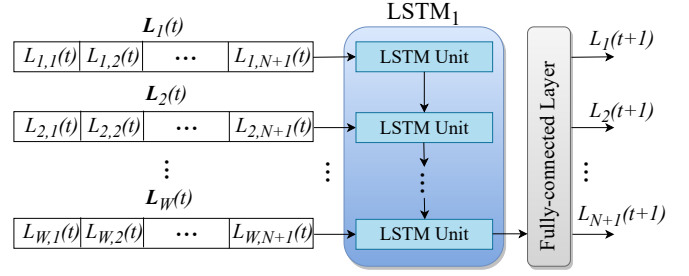 L1(t)
L1,1(t) L1,2(t) ... L1,N+1(t)
L2(t)
L2,1(t) L2,2(t) ... L2,N+1(t)
LW(t)
LW,1(t) LW,2(t) ... LW,N+1(t)
LSTM1
LSTM Unit
LSTM Unit
LSTM Unit
Fully-connected Layer
L1(t+1)
L2(t+1)
LN+1(t+1)